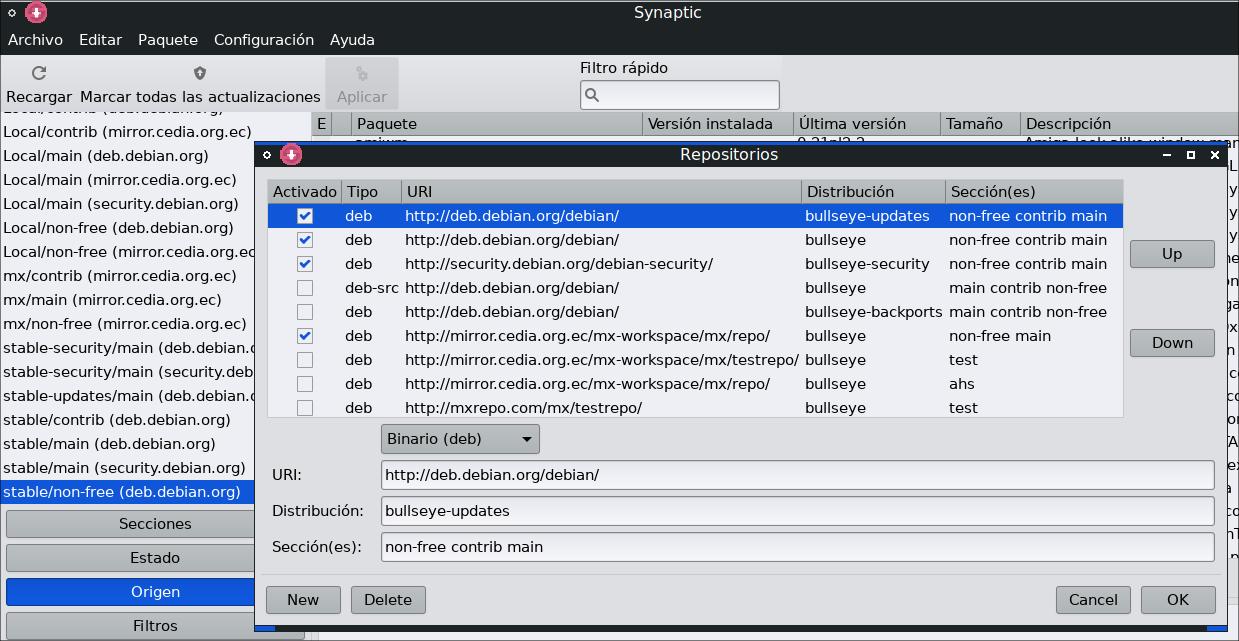 Synaptic
Archivo Editar Paquete Configuración Ayuda
Recargar Marcar todas las actualizaciones Aplicar
Filtro rápido
E Paquete Versión instalada Última versión Tamaño Descripción
Local/contrib (mirror.cedia.org.ec)
Local/main (deb.debian.org)
Local/main (mirror.cedia.org.ec)
Local/main (security.debian.org)
Local/non-free (deb.debian.org)
Local/non-free (mirror.cedia.org.ec
mx/contrib (mirror.cedia.org.ec)
mx/main (mirror.cedia.org.ec)
mx/non-free (mirror.cedia.org.ec)
stable-security/main (deb.debian.
stable-security/main (security.deb
stable-updates/main (deb.debian.
stable/contrib (deb.debian.org)
stable/main (deb.debian.org)
stable/main (security.debian.org)
stable/non-free (deb.debian.org)
Secciones
Estado
Origen
Filtros
Repositorios
Activado Tipo URI Distribución Sección(es)
deb http://deb.debian.org/debian/ bullseye-updates non-free contrib main
deb http://deb.debian.org/debian/ bullseye non-free contrib main
deb http://security.debian.org/debian-security/ bullseye-security non-free contrib main
deb-src http://deb.debian.org/debian/ bullseye main contrib non-free
deb http://deb.debian.org/debian/ bullseye-backports main contrib non-free
deb http://mirror.cedia.org.ec/mx-workspace/mx/repo/ bullseye non-free main
deb http://mirror.cedia.org.ec/mx-workspace/mx/testrepo/ bullseye test
deb http://mirror.cedia.org.ec/mx-workspace/mx/repo/ bullseye ahs
deb http://mxrepo.com/mx/testrepo/ bullseye test
Up
Down
Binario (deb)
URI: http://deb.debian.org/debian/
Distribución: bullseye-updates
Sección(es): non-free contrib main
New Delete Cancel OK